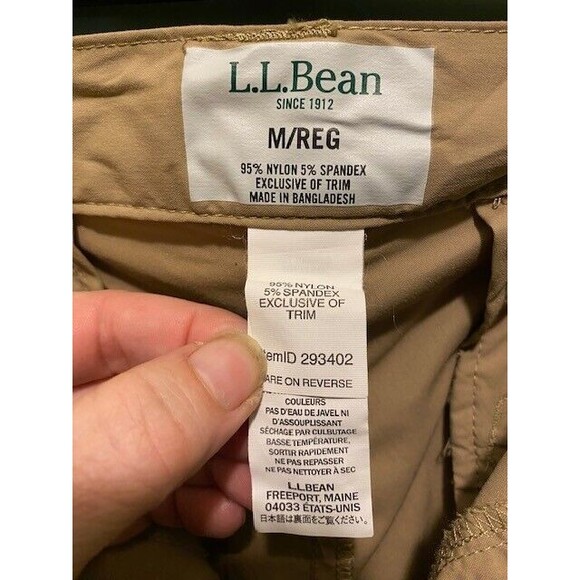 L.L.Bean
SINCE 1912
M/REG
95% NYLON 5% SPANDEX
EXCLUSIVE OF TRIM
MADE IN BANGLADESH
95% NYLON
5% SPANDEX
EXCLUSIVE OF
TRIM
temID 293402
ARE ON REVERSE
COULEURS
PAS D'EAU DE JAVEL NI
D'ASSOUPLISSANT
SÉCHAGE PAR CULBUTAGE
BASSE TEMPÉRATURE,
SORTIR RAPIDEMENT
NE PAS REPASSER
NE PAS NETTOYER À SEC
L.L.BEAN
FREEPORT, MAINE
04033 ÉTATS-UNIS
日本語は裏面をご覧ください。